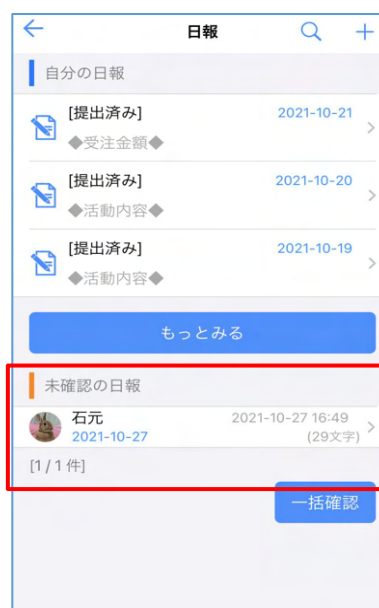 日報
自分の日報
[提出済み] 2021-10-21
◆受注金額◆
[提出済み] 2021-10-20
◆活動内容◆
[提出済み] 2021-10-19
◆活動内容◆
もっとみる
未確認の日報
石元 2021-10-27 16:49
2021-10-27 (29文字)
[1 / 1 件]
一括確認